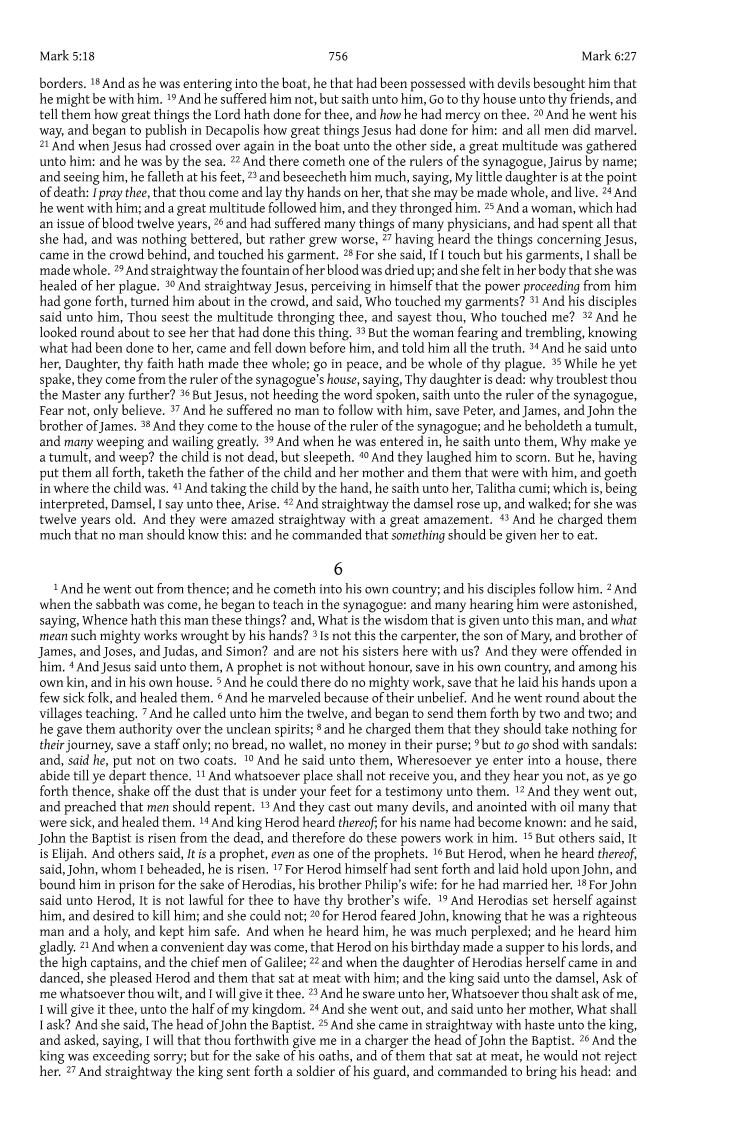 Mark 5:18 756 Mark 6:27
borders. 18 And as he was entering into the boat, he that had been possessed with devils besought him that
he might be with him. 19 And he suffered him not, but saith unto him, Go to thy house unto thy friends, and
tell them how great things the Lord hath done for thee, and how he had mercy on thee. 20 And he went his
way, and began to publish in Decapolis how great things Jesus had done for him: and all men did marvel.
21 And when Jesus had crossed over again in the boat unto the other side, a great multitude was gathered
unto him: and he was by the sea. 22 And there cometh one of the rulers of the synagogue, Jairus by name;
and seeing him, he falleth at his feet, 23 and beseecheth him much, saying, My little daughter is at the point
of death: I pray thee, that thou come and lay thy hands on her, that she may be made whole, and live. 24 And
he went with him; and a great multitude followed him, and they thronged him. 25 And a woman, which had
an issue of blood twelve years, 26 and had suffered many things of many physicians, and had spent all that
she had, and was nothing bettered, but rather grew worse, 27 having heard the things concerning Jesus,
came in the crowd behind, and touched his garment. 28 For she said, If I touch but his garments, I shall be
made whole. 29 And straightway the fountain of her blood was dried up; and she felt in her body that she was
healed of her plague. 30 And straightway Jesus, perceiving in himself that the power proceeding from him
had gone forth, turned him about in the crowd, and said, Who touched my garments? 31 And his disciples
said unto him, Thou seest the multitude thronging thee, and sayest thou, Who touched me? 32 And he
looked round about to see her that had done this thing. 33 But the woman fearing and trembling, knowing
what had been done to her, came and fell down before him, and told him all the truth. 34 And he said unto
her, Daughter, thy faith hath made thee whole; go in peace, and be whole of thy plague. 35 While he yet
spake, they come from the ruler of the synagogue's house, saying, Thy daughter is dead: why troublest thou
the Master any further? 36 But Jesus, not heeding the word spoken, saith unto the ruler of the synagogue,
Fear not, only believe. 37 And he suffered no man to follow with him, save Peter, and James, and John the
brother of James. 38 And they come to the house of the ruler of the synagogue; and he beholdeth a tumult,
and many weeping and wailing greatly. 39 And when he was entered in, he saith unto them, Why make ye
a tumult, and weep? the child is not dead, but sleepeth. 40 And they laughed him to scorn. But he, having
put them all forth, taketh the father of the child and her mother and them that were with him, and goeth
in where the child was. 41 And taking the child by the hand, he saith unto her, Talitha cumi; which is, being
interpreted, Damsel, I say unto thee, Arise. 42 And straightway the damsel rose up, and walked; for she was
twelve years old. And they were amazed straightway with a great amazement. 43 And he charged them
much that no man should know this: and he commanded that something should be given her to eat.
6
1 And he went out from thence; and he cometh into his own country; and his disciples follow him. 2 And
when the sabbath was come, he began to teach in the synagogue: and many hearing him were astonished,
saying, Whence hath this man these things? and, What is the wisdom that is given unto this man, and what
mean such mighty works wrought by his hands? 3 Is not this the carpenter, the son of Mary, and brother of
James, and Joses, and Judas, and Simon? and are not his sisters here with us? And they were offended in
him. 4 And Jesus said unto them, A prophet is not without honour, save in his own country, and among his
own kin, and in his own house. 5 And he could there do no mighty work, save that he laid his hands upon a
few sick folk, and healed them. 6 And he marveled because of their unbelief. And he went round about the
villages teaching. 7 And he called unto him the twelve, and began to send them forth by two and two; and
he gave them authority over the unclean spirits; 8 and he charged them that they should take nothing for
their journey, save a staff only; no bread, no wallet, no money in their purse; 9 but to go shod with sandals:
and, said he, put not on two coats. 10 And he said unto them, Wheresoever ye enter into a house, there
abide till ye depart thence. 11 And whatsoever place shall not receive you, and they hear you not, as ye go
forth thence, shake off the dust that is under your feet for a testimony unto them. 12 And they went out,
and preached that men should repent. 13 And they cast out many devils, and anointed with oil many that
were sick, and healed them. 14 And king Herod heard thereof; for his name had become known: and he said,
John the Baptist is risen from the dead, and therefore do these powers work in him. 15 But others said, It
is Elijah. And others said, It is a prophet, even as one of the prophets. 16 But Herod, when he heard thereof,
said, John, whom I beheaded, he is risen. 17 For Herod himself had sent forth and laid hold upon John, and
bound him in prison for the sake of Herodias, his brother Philip's wife: for he had married her. 18 For John
said unto Herod, It is not lawful for thee to have thy brother's wife. 19 And Herodias set herself against
him, and desired to kill him; and she could not; 20 for Herod feared John, knowing that he was a righteous
man and a holy, and kept him safe. And when he heard him, he was much perplexed; and he heard him
gladly. 21 And when a convenient day was come, that Herod on his birthday made a supper to his lords, and
the high captains, and the chief men of Galilee; 22 and when the daughter of Herodias herself came in and
danced, she pleased Herod and them that sat at meat with him; and the king said unto the damsel, Ask of
me whatsoever thou wilt, and I will give it thee. 23 And he sware unto her, Whatsoever thou shalt ask of me,
I will give it thee, unto the half of my kingdom. 24 And she went out, and said unto her mother, What shall
I ask? And she said, The head of John the Baptist. 25 And she came in straightway with haste unto the king,
and asked, saying, I will that thou forthwith give me in a charger the head of John the Baptist. 26 And the
king was exceeding sorry; but for the sake of his oaths, and of them that sat at meat, he would not reject
her. 27 And straightway the king sent forth a soldier of his guard, and commanded to bring his head: and